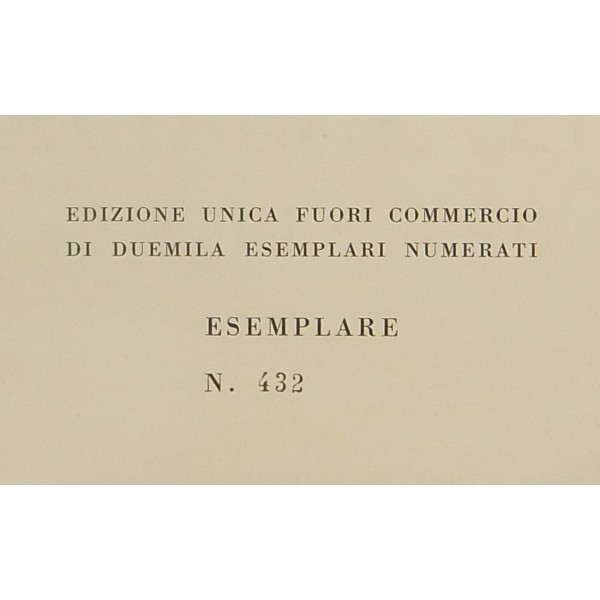 EDIZIONE UNICA FUORI COMMERCIO
DI DUEMILA ESEMPLARI NUMERATI
ESEMPLARE
N. 432